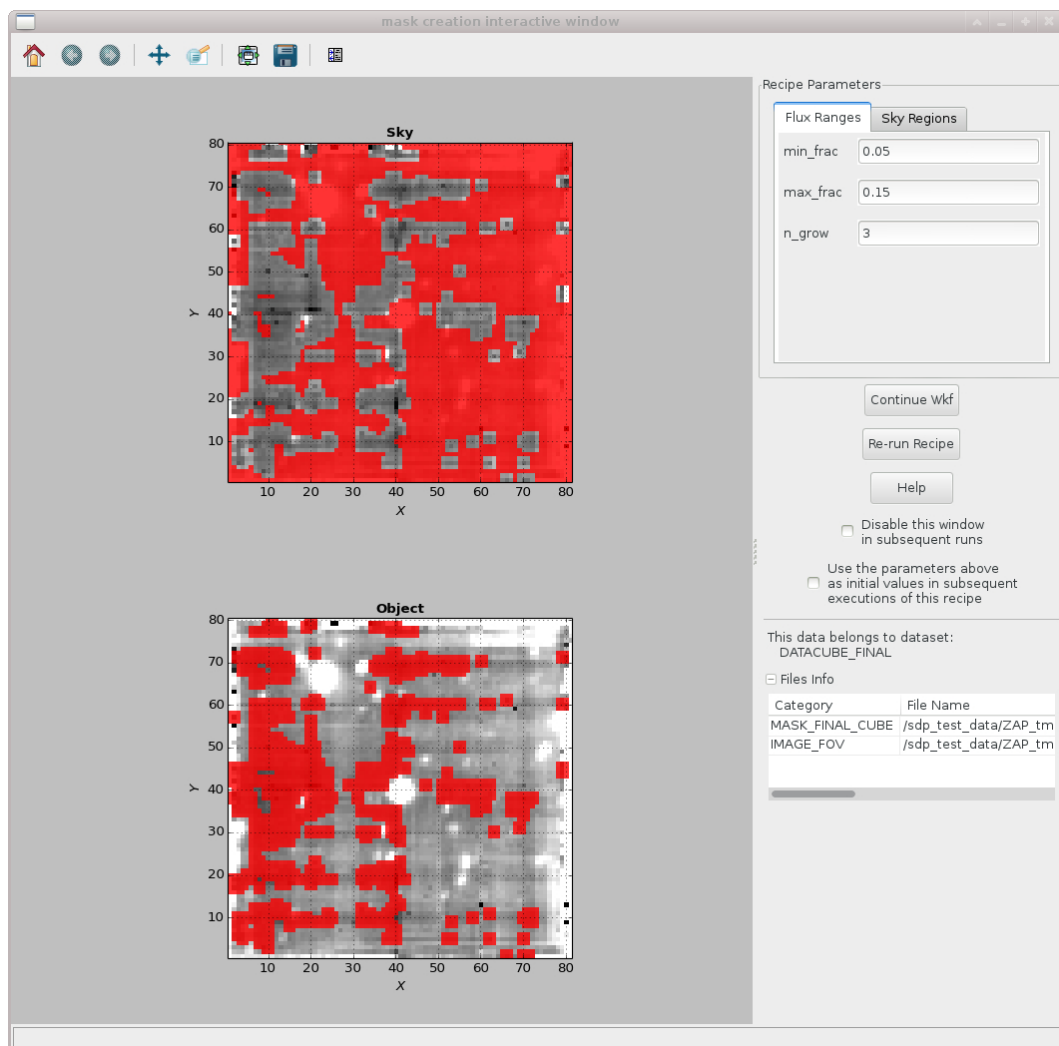 mask creation interactive window
Recipe Parameters
Flux Ranges Sky Regions
min_frac 0.05
max_frac 0.15
n_grow 3
Sky
80
70
60
50
40
30
20
10
Y
10 20 30 40 50 60 70 80
X
Continue Wkf
Re-run Recipe
Help
Disable this window
in subsequent runs
Use the parameters above
as initial values in subsequent
executions of this recipe
Object
80
70
60
50
40
30
20
10
Y
10 20 30 40 50 60 70 80
X
This data belongs to dataset:
DATACUBE_FINAL
Files Info
Category File Name
MASK_FINAL_CUBE /sdp_test_data/ZAP_tm
IMAGE_FOV /sdp_test_data/ZAP_tm